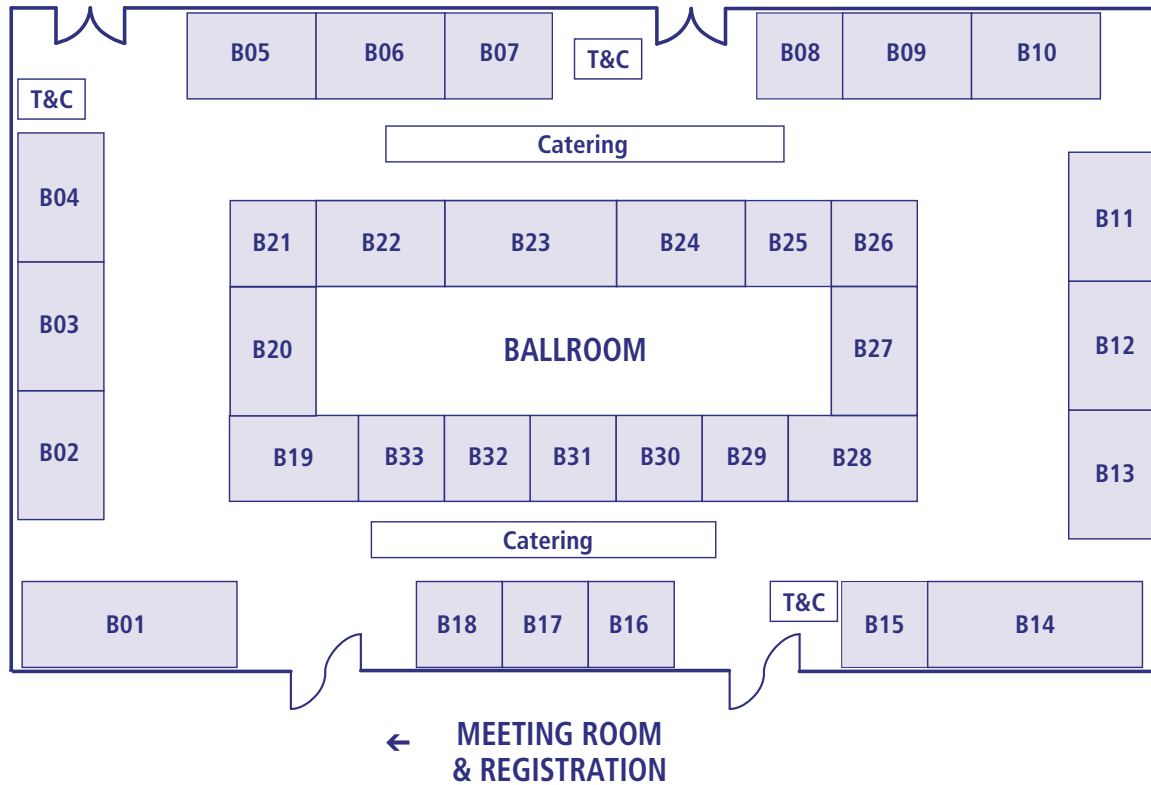 B05
B06
B07
T&C
B08
B09
B10
T&C
Catering
B04
B11
B21
B22
B23
B24
B25
B26
B03
B20
BALLROOM
B27
B12
B02
B19
B33
B32
B31
B30
B29
B28
B13
Catering
B01
B18
B17
B16
T&C
B15
B14
← MEETING ROOM
& REGISTRATION